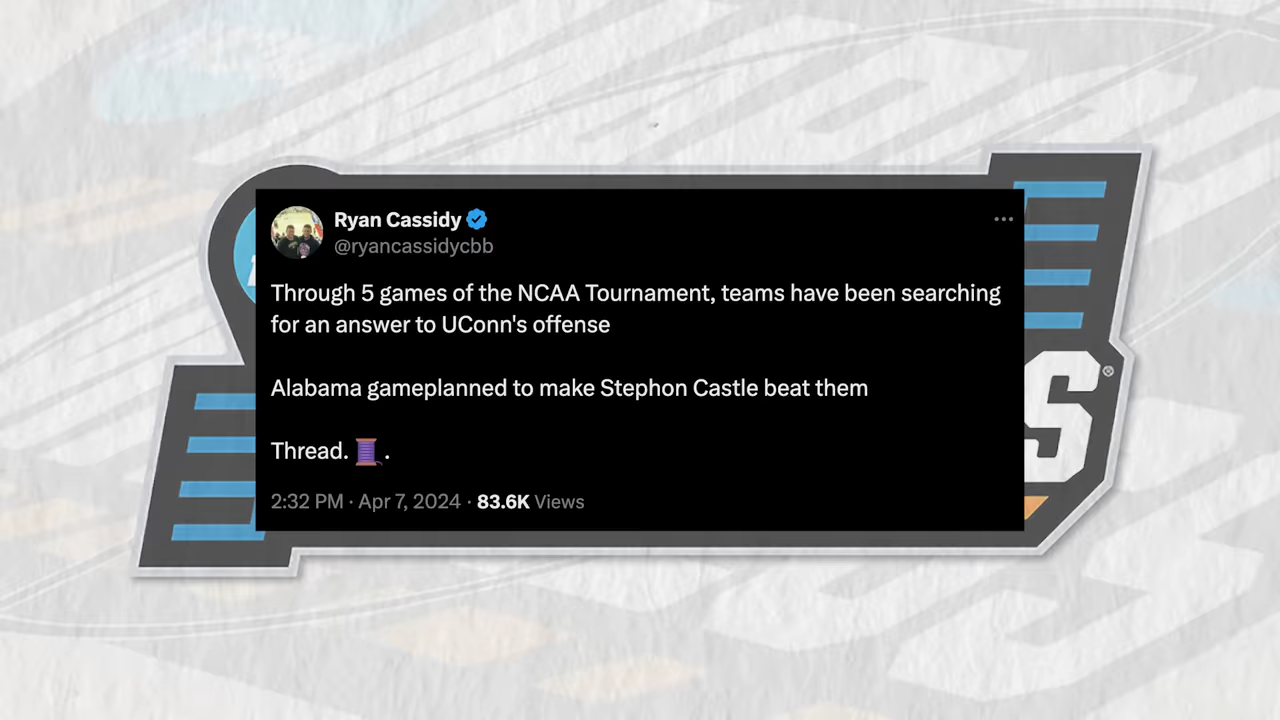 Ryan Cassidy
@ryancassidycbb
Through 5 games of the NCAA Tournament, teams have been searching
for an answer to UConn's offense
Alabama gameplanned to make Stephon Castle beat them
Thread. 🧵 .
2:32 PM · Apr 7, 2024 · 83.6K Views
S®